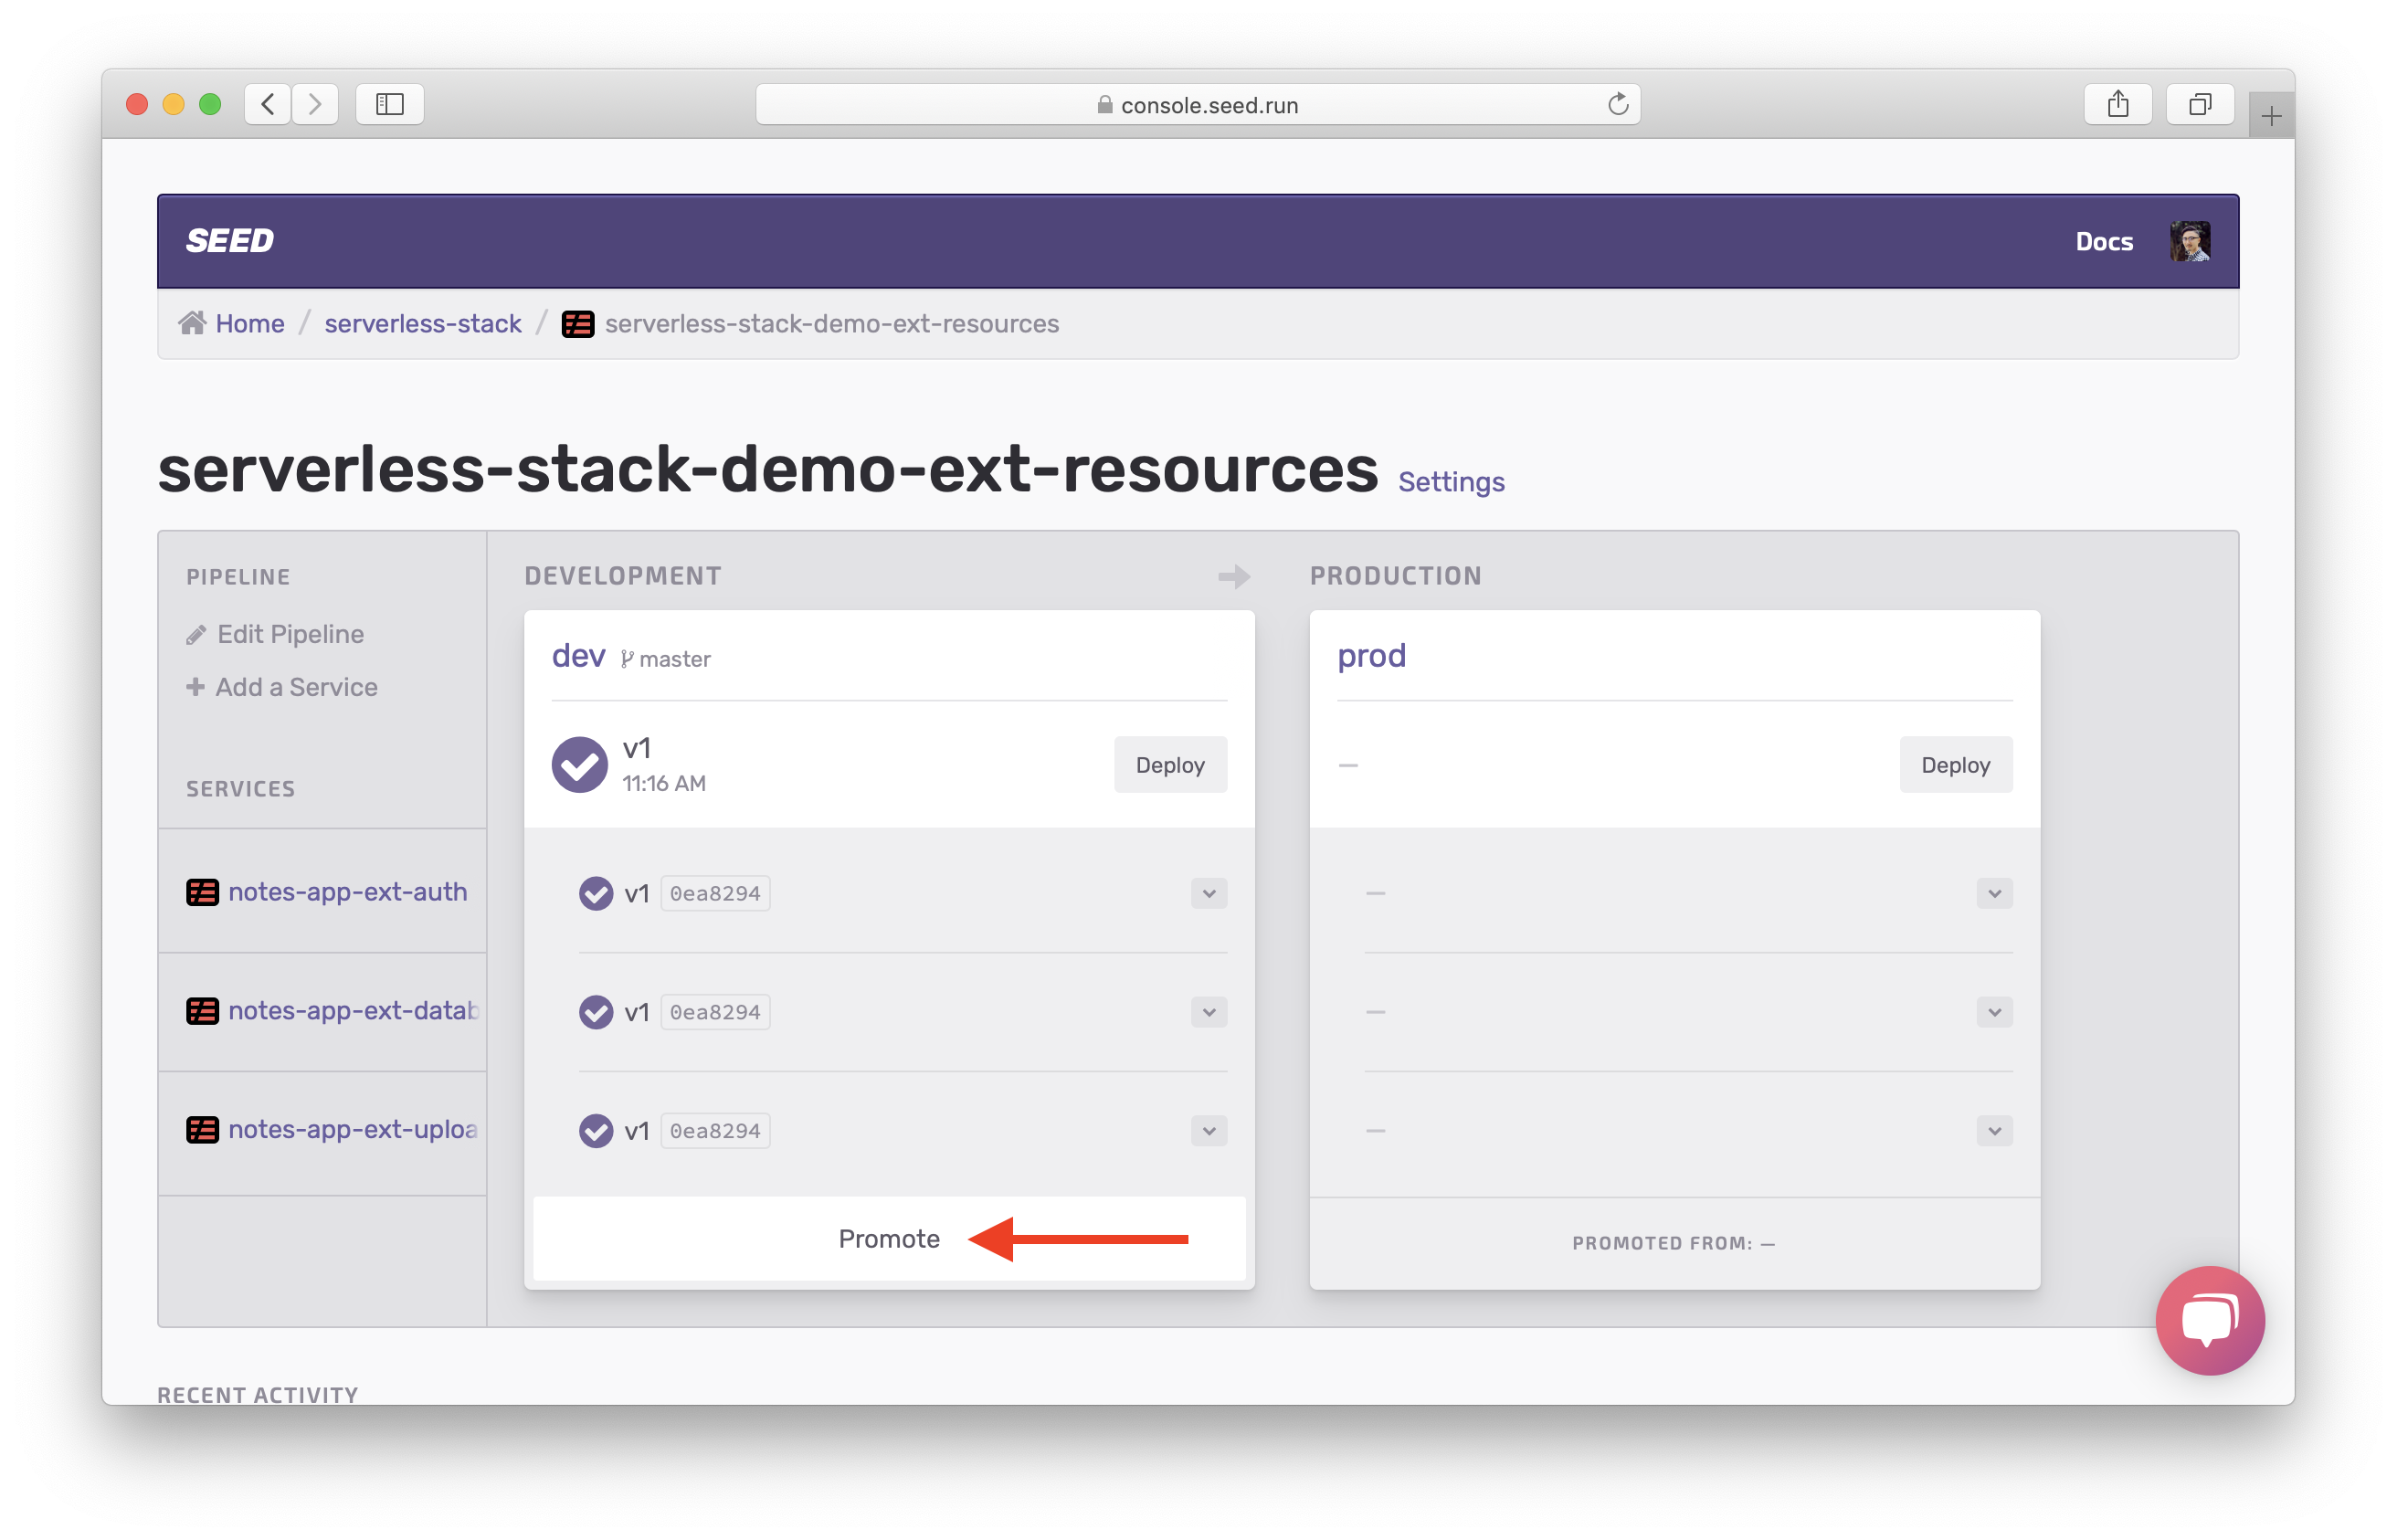 console.seed.run
SEED
Docs
Home / serverless-stack / serverless-stack-demo-ext-resources
serverless-stack-demo-ext-resources Settings
PIPELINE
Edit Pipeline
Add a Service
SERVICES
notes-app-ext-auth
notes-app-ext-datab
notes-app-ext-uploa
DEVELOPMENT
dev master
v1
11:16 AM
Deploy
v1 0ea8294
v1 0ea8294
v1 0ea8294
Promote
PRODUCTION
prod
—
Deploy
—
—
—
PROMOTED FROM: —
RECENT ACTIVITY